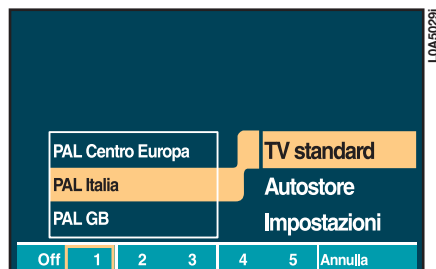 PAL Centro Europa
PAL Italia
PAL GB
TV standard
Autostore
Impostazioni
Off 1 2 3 4 5 Annulla
L0A5029i